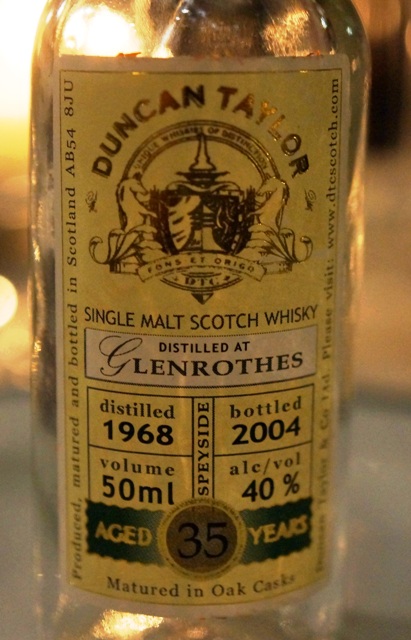 DUNCAN TAYLOR
FONS ET ORIGO
DTC
SINGLE MALT SCOTCH WHISKY
DISTILLED AT
GLENROTHES
distilled
1968
bottled
2004
SPEYSIDE
volume
50ml
alc/vol
40 %
AGED 35 YEARS
Matured in Oak Casks
Produced, matured and bottled in Scotland AB54 8JU
Duncan Taylor & Co Ltd. Please visit: www.dtcscotch.com